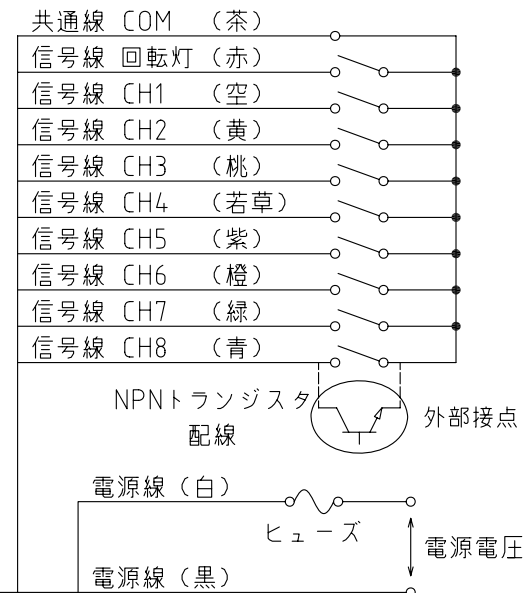 共通線 COM （茶）
信号線 回転灯 （赤）
信号線 CH1 （空）
信号線 CH2 （黄）
信号線 CH3 （桃）
信号線 CH4 （若草）
信号線 CH5 （紫）
信号線 CH6 （橙）
信号線 CH7 （緑）
信号線 CH8 （青）
NPNトランジスタ
配線
外部接点
電源線（白）
ヒューズ
電源電圧
電源線（黒）